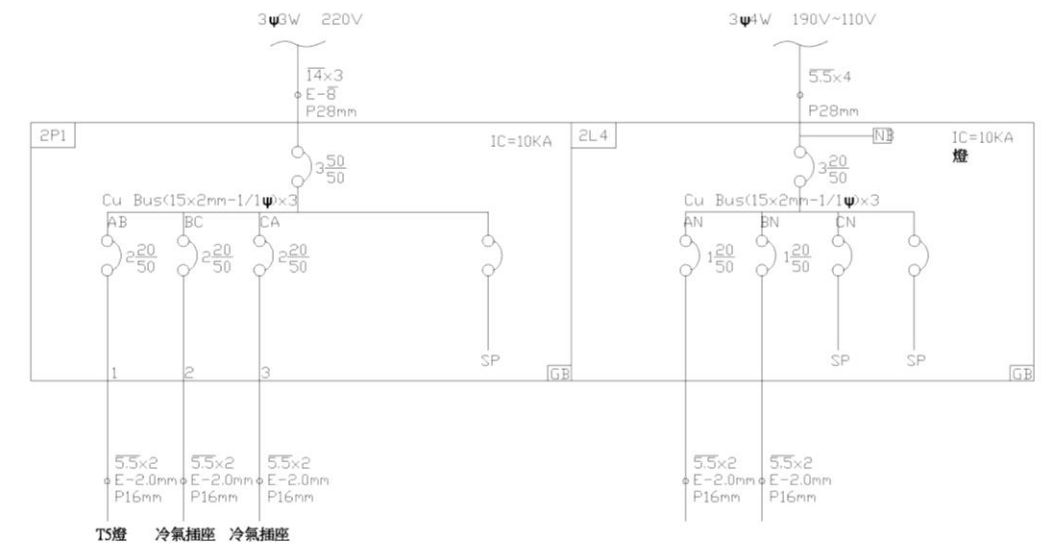 3ψ3W 220V
14×3
E-8
P28mm
2P1
IC=10KA
3 50/50
Cu Bus(15×2mm-1/1ψ)×3
AB BC CA
2 20/50 2 20/50 2 20/50
SP
1 2 3
GB
5.5×2 5.5×2 5.5×2
E-2.0mm E-2.0mm E-2.0mm
P16mm P16mm P16mm
T5燈 冷氣插座 冷氣插座
3ψ4W 190V~110V
5.5×4
P28mm
2L4
NB
IC=10KA
燈
3 20/50
Cu Bus(15×2mm-1/1ψ)×3
AN BN CN
1 20/50 1 20/50
SP SP
GB
5.5×2 5.5×2
E-2.0mm E-2.0mm
P16mm P16mm